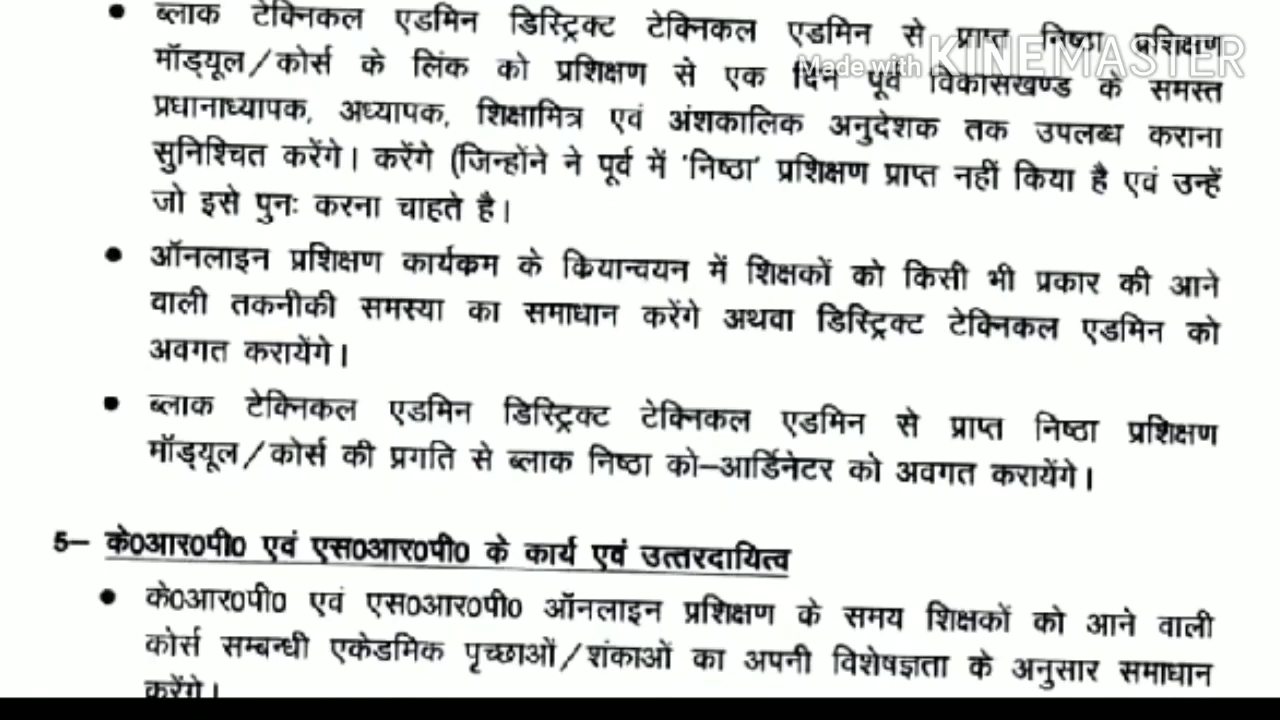 ब्लाक टेक्निकल एडमिन डिस्ट्रिक्ट टेक्निकल एडमिन से प्राप्त निष्ठा प्रशिक्षण
Made with KINEMASTER
मॉड्यूल/कोर्स के लिंक को प्रशिक्षण से एक दिन पूर्व विकासखण्ड के समस्त
प्रधानाध्यापक, अध्यापक, शिक्षामित्र एवं अंशकालिक अनुदेशक तक उपलब्ध कराना
सुनिश्चित करेंगे। करेंगे (जिन्होंने ने पूर्व में 'निष्ठा' प्रशिक्षण प्राप्त नहीं किया है एवं उन्हें
जो इसे पुनः करना चाहते है।
ऑनलाइन प्रशिक्षण कार्यकम के कियान्वयन में शिक्षकों को किसी भी प्रकार की आने
वाली तकनीकी समस्या का समाधान करेंगे अथवा डिस्ट्रिक्ट टेक्निकल एडमिन को
अवगत करायेंगे।
ब्लाक टेक्निकल एडमिन डिस्ट्रिक्ट टेक्निकल एडमिन से प्राप्त निष्ठा प्रशिक्षण
मॉड्यूल/कोर्स की प्रगति से ब्लाक निष्ठा को–आर्डिनेटर को अवगत करायेंगे।
5– के0आर0पी0 एवं एस0आर0पी0 के कार्य एवं उत्तरदायित्व
के0आर0पी0 एवं एस0आर0पी0 ऑनलाइन प्रशिक्षण के समय शिक्षकों को आने वाली
कोर्स सम्बन्धी एकेडमिक पृच्छाओं/शंकाओं का अपनी विशेषज्ञता के अनुसार समाधान
करेंगे।